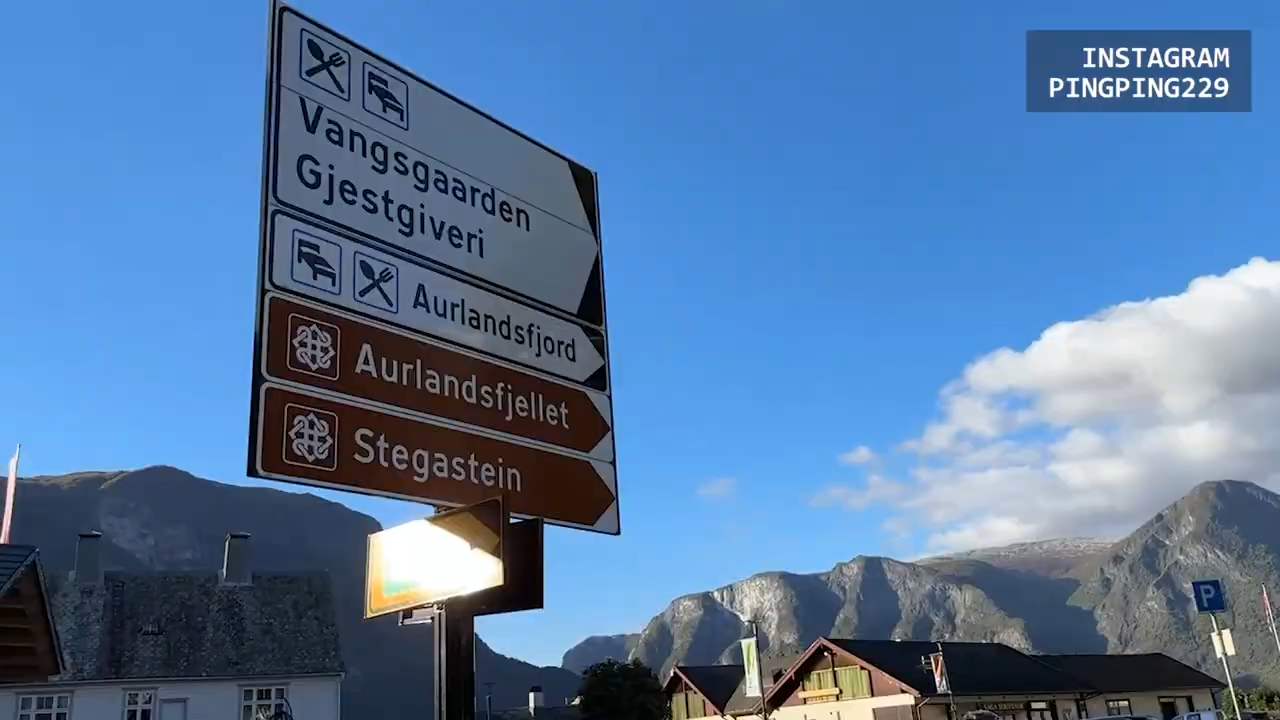 INSTAGRAM
PINGPING229
Vangsgaarden
Gjestgiveri
Aurlandsfjord
Aurlandsfjellet
Stegastein
P